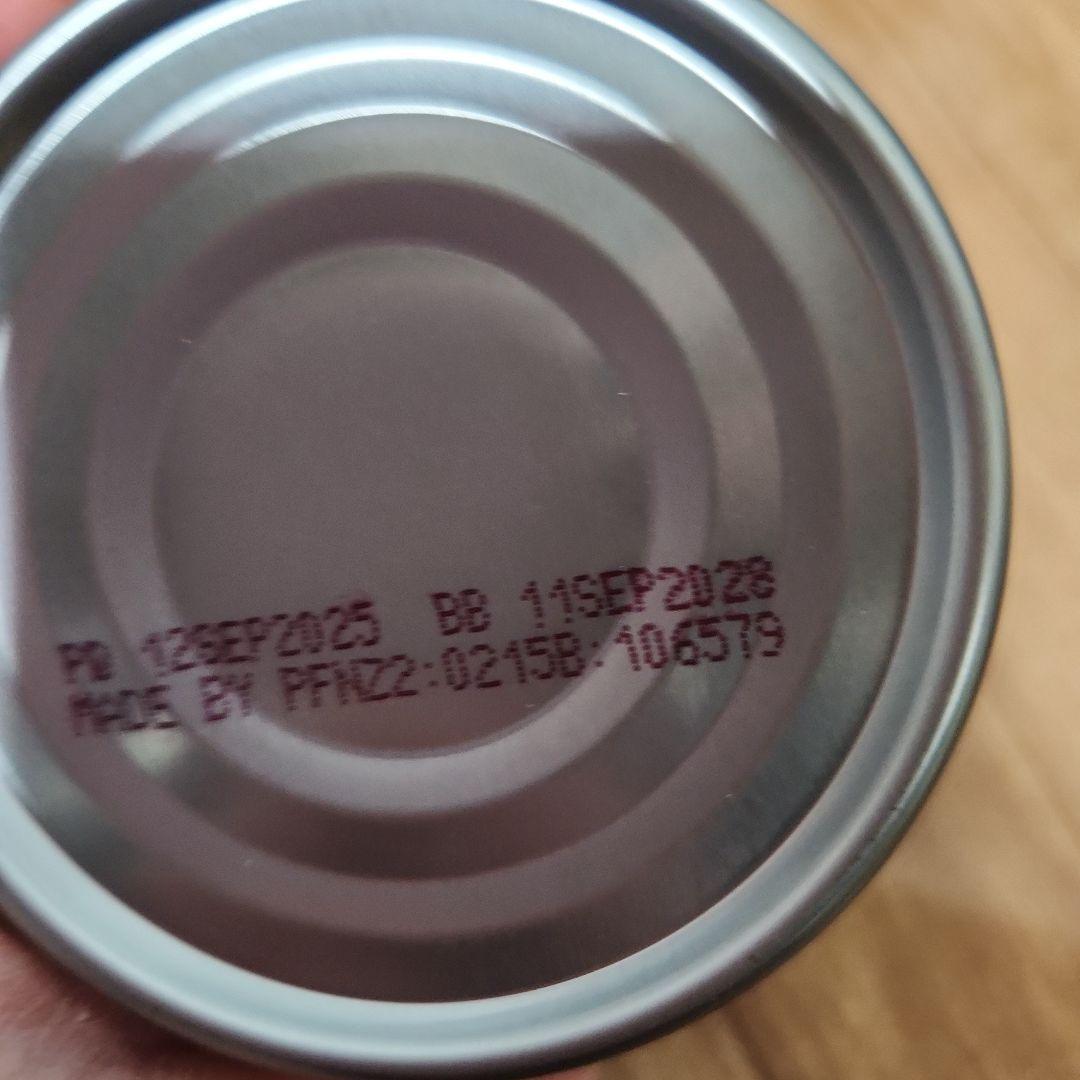 PD 12SEP2025 BB 11SEP2028
MADE BY PFNZ2:0215B:106579